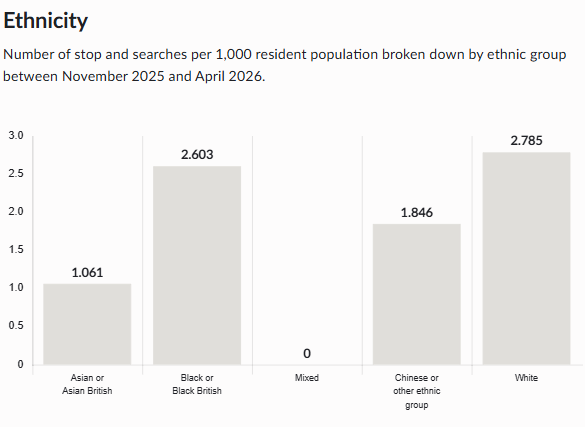 Ethnicity
Number of stop and searches per 1,000 resident population broken down by ethnic group
between November 2025 and April 2026.
3.0
2.5
2.0
1.5
1.0
0.5
0
1.061
2.603
0
1.846
2.785
Asian or
Asian British
Black or
Black British
Mixed
Chinese or
other ethnic
group
White